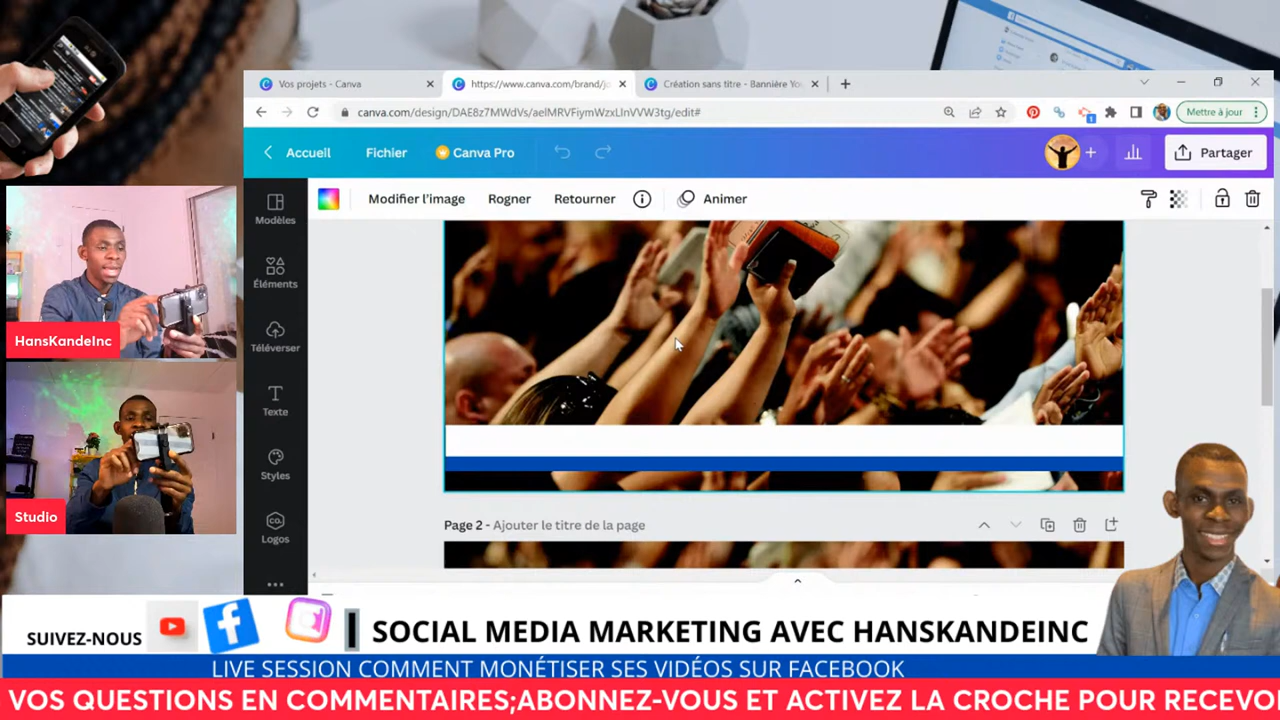 Vos projets - Canva
https://www.canva.com/brand/jo
Création sans titre - Bannière You
canva.com/design/DAE8z7MWdVs/aelMRVFiymWzxLlnVVW3tg/edit#
Mettre à jour
Accueil
Fichier
Canva Pro
Partager
Modèles
Modifier l'image
Rogner
Retourner
Animer
Éléments
Téléverser
Texte
Styles
CO.
Logos
Page 2 - Ajouter le titre de la page
HansKandeInc
Studio
SUIVEZ-NOUS
SOCIAL MEDIA MARKETING AVEC HANSKANDEINC
LIVE SESSION COMMENT MONÉTISER SES VIDÉOS SUR FACEBOOK
VOS QUESTIONS EN COMMENTAIRES;ABONNEZ-VOUS ET ACTIVEZ LA CROCHE POUR RECEVO